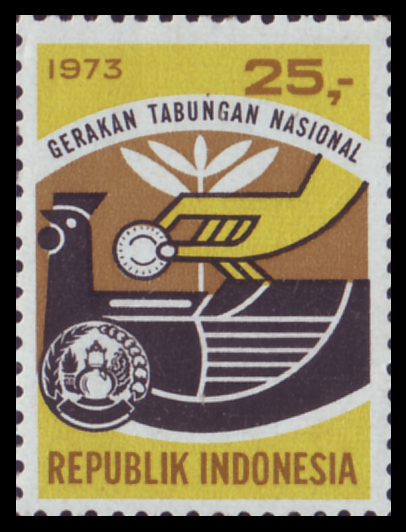 1973
25,-
GERAKAN TABUNGAN NASIONAL
REPUBLIK INDONESIA